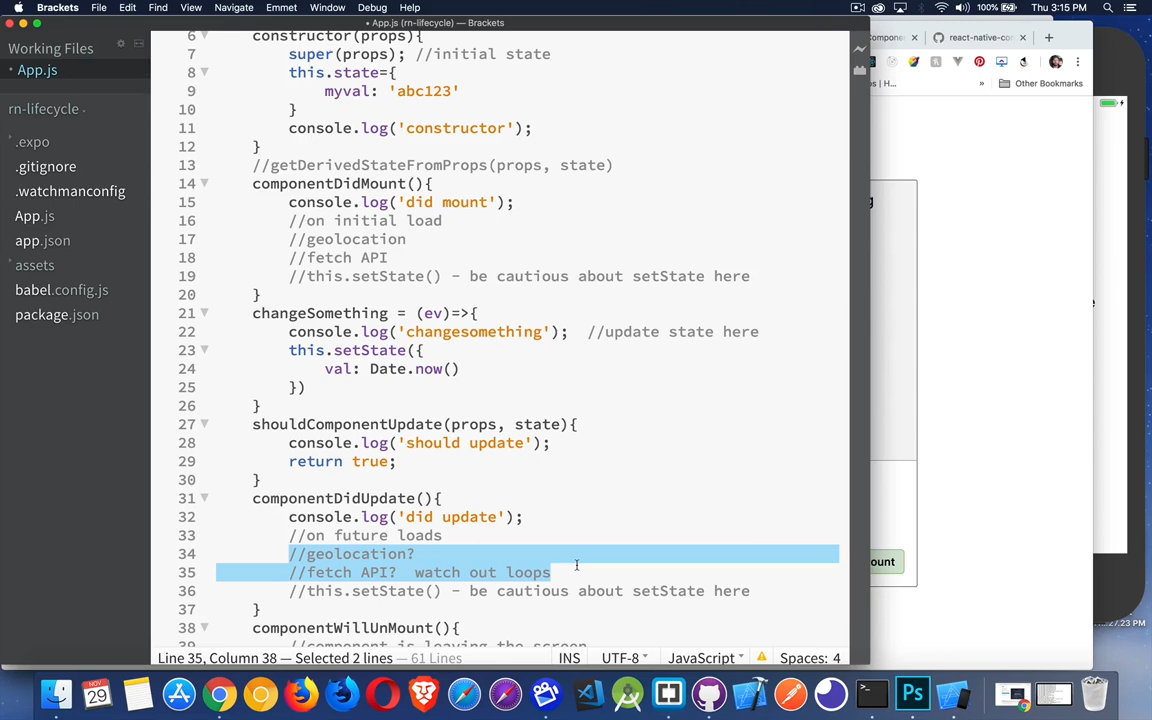 Brackets File Edit Find View Navigate Emmet Window Debug Help 100% Thu 3:15 PM
• App.js (rn-lifecycle) — Brackets
Working Files
• App.js
rn-lifecycle
.expo
.gitignore
.watchmanconfig
App.js
app.json
assets
babel.config.js
package.json
6 constructor(props){
7 super(props); //initial state
8 this.state={
9 myval: 'abc123'
10 }
11 console.log('constructor');
12 }
13 //getDerivedStateFromProps(props, state)
14 componentDidMount(){
15 console.log('did mount');
16 //on initial load
17 //geolocation
18 //fetch API
19 //this.setState() - be cautious about setState here
20 }
21 changeSomething = (ev)=>{
22 console.log('changesomething'); //update state here
23 this.setState({
24 val: Date.now()
25 })
26 }
27 shouldComponentUpdate(props, state){
28 console.log('should update');
29 return true;
30 }
31 componentDidUpdate(){
32 console.log('did update');
33 //on future loads
34 //geolocation?
35 //fetch API? watch out loops
36 //this.setState() - be cautious about setState here
37 }
38 componentWillUnMount(){
39 //component is leaving the screen
Line 35, Column 38 — Selected 2 lines — 61 Lines INS UTF-8 JavaScript Spaces: 4
omponen × react-native-co × +
Other Bookmarks
ount
NOV
29
Ps